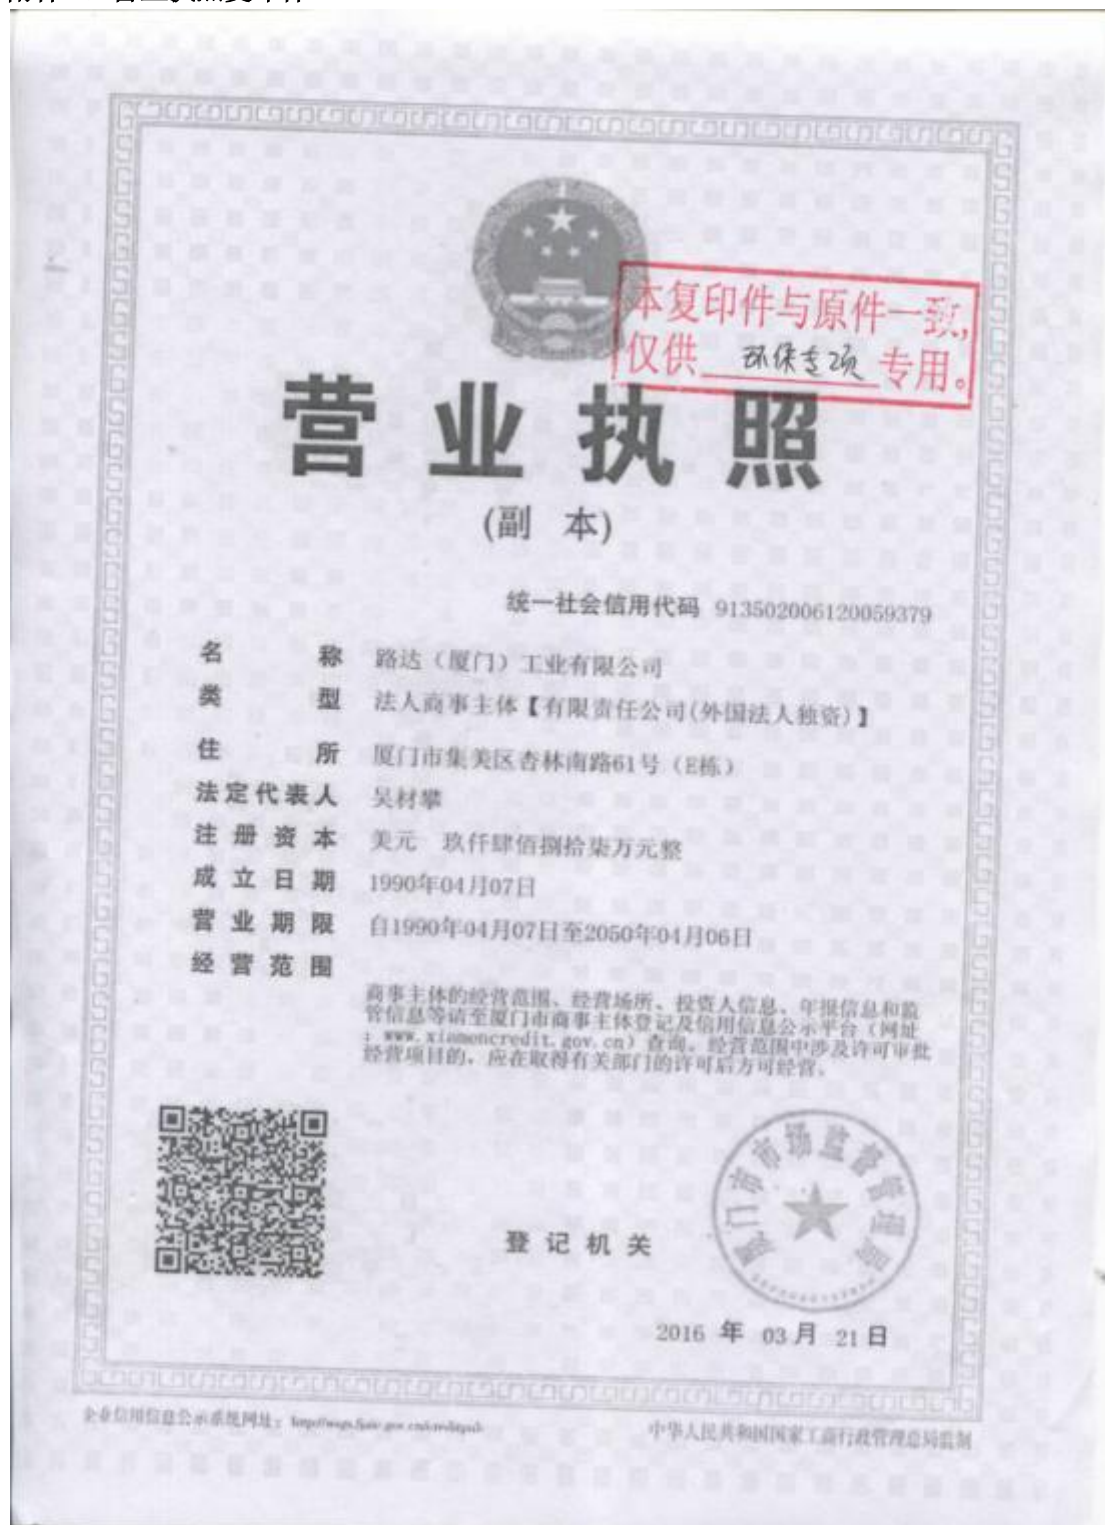 本复印件与原件一致，
仅供 环保专项 专用。
营业执照
(副 本)
统一社会信用代码 913502006120059379
名 称 路达（厦门）工业有限公司
类 型 法人商事主体【有限责任公司(外国法人独资)】
住 所 厦门市集美区杏林南路61号（E栋）
法定代表人 吴材攀
注册资本 美元 玖仟肆佰捌拾柒万元整
成立日期 1990年04月07日
营业期限 自1990年04月07日至2050年04月06日
经营范围
商事主体的经营范围、经营场所、投资人信息、年报信息和监
管信息等请至厦门市商事主体登记及信用信息公示平台（网址
：www.xiamencredit.gov.cn）查询。经营范围中涉及许可审批
经营项目的，应在取得有关部门的许可后方可经营。
厦门市市场监督管理局
登记机关
2016 年 03 月 21 日
企业信用信息公示系统网址：
中华人民共和国国家工商行政管理总局监制